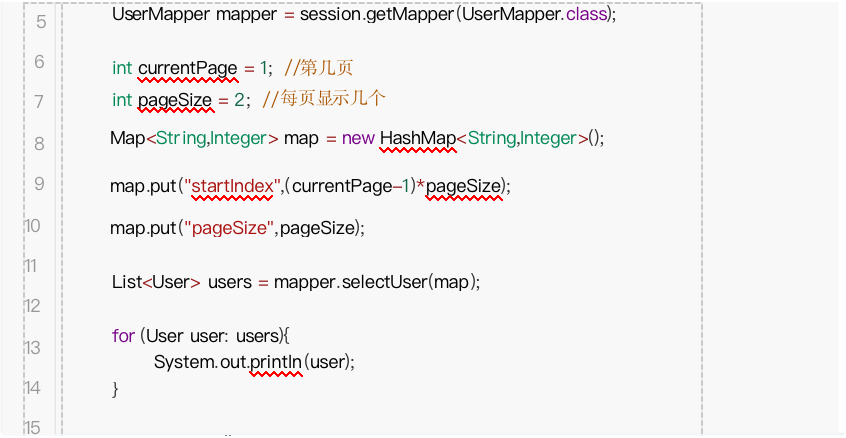 5 UserMapper mapper = session.getMapper(UserMapper.class);
6 int currentPage = 1; //第几页
7 int pageSize = 2; //每页显示几个
8 Map<String,Integer> map = new HashMap<String,Integer>();
9 map.put("startIndex",(currentPage-1)*pageSize);
10 map.put("pageSize",pageSize);
11
List<User> users = mapper.selectUser(map);
12
for (User user: users){
13
System.out.println(user);
14 }
15